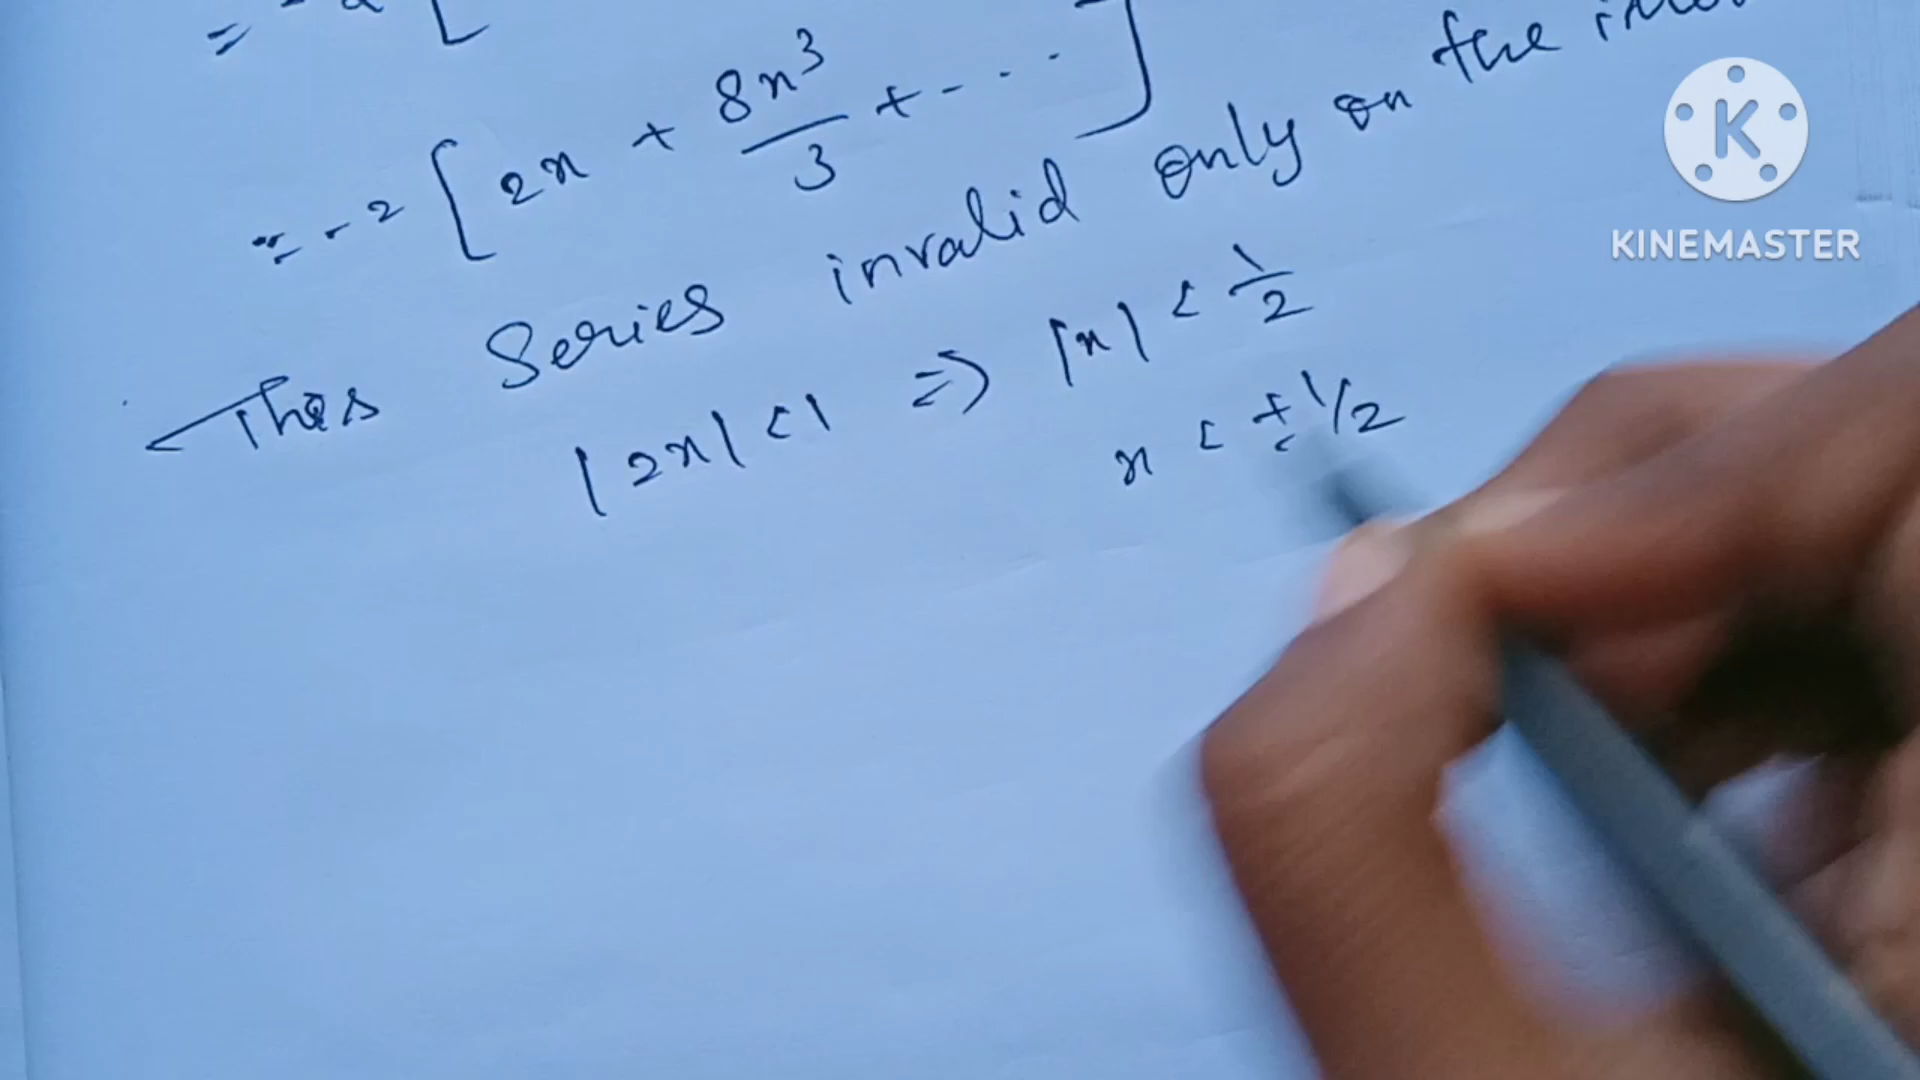 =
= -2 [ 2x + 8x³/3 + - - - ]
This Series invalid only on the
|2x| < 1 => |x| < 1/2
x < ± 1/2
K
KINEMASTER